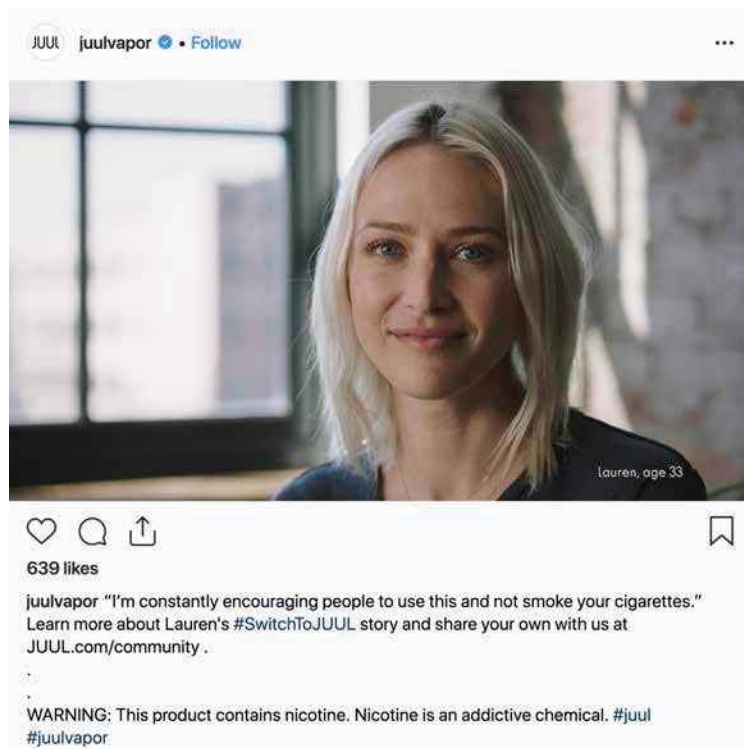 JUUL juulvapor • Follow
lauren, age 33
639 likes
juulvapor “I’m constantly encouraging people to use this and not smoke your cigarettes.”
Learn more about Lauren's #SwitchToJUUL story and share your own with us at
JUUL.com/community .
.
.
WARNING: This product contains nicotine. Nicotine is an addictive chemical. #juul
#juulvapor